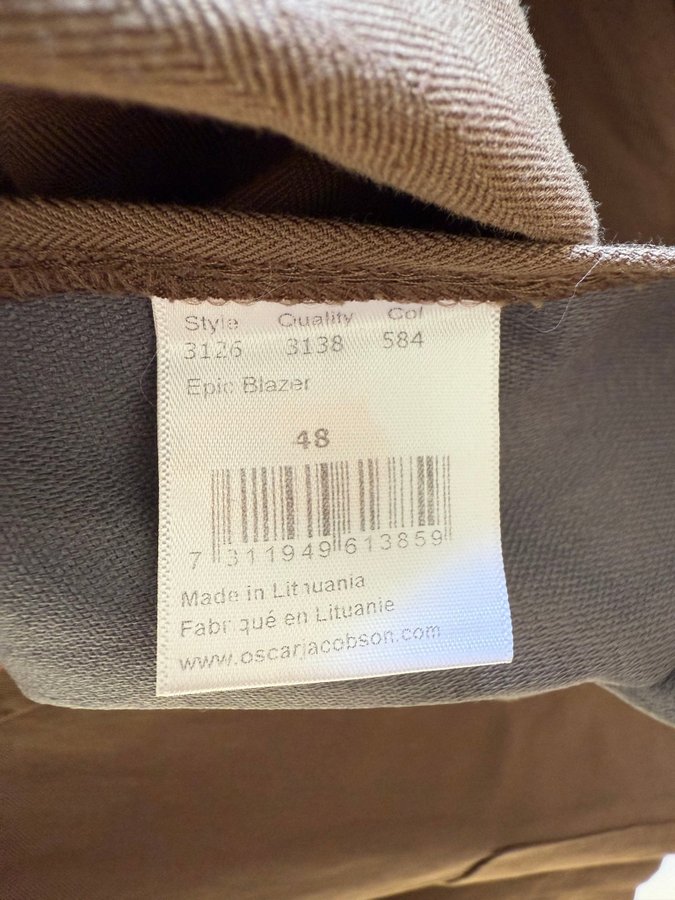 Style Quality Col
3126 3138 584
Epic Blazer
48
7 311949 613859
Made in Lithuania
Fabriqué en Lituanie
www.oscarjacobson.com